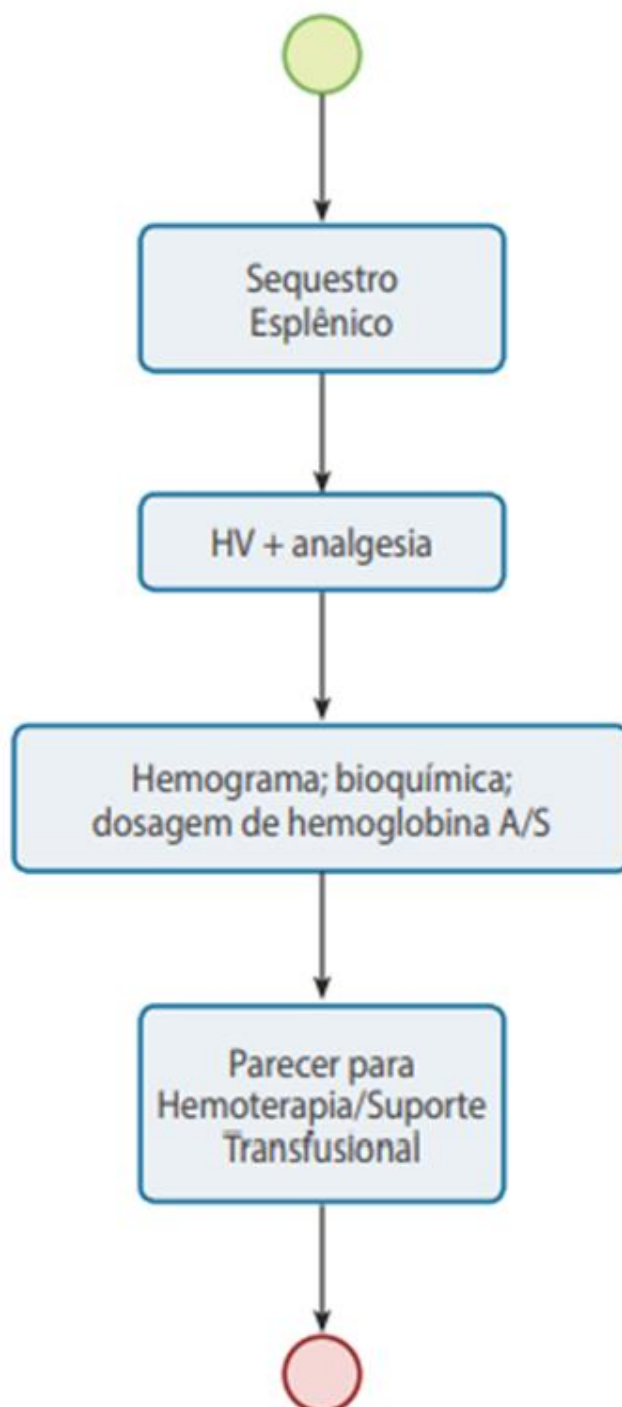 Sequestro
Esplênico
HV + analgesia
Hemograma; bioquímica;
dosagem de hemoglobina A/S
Parecer para
Hemoterapia/Suporte
Transfusional